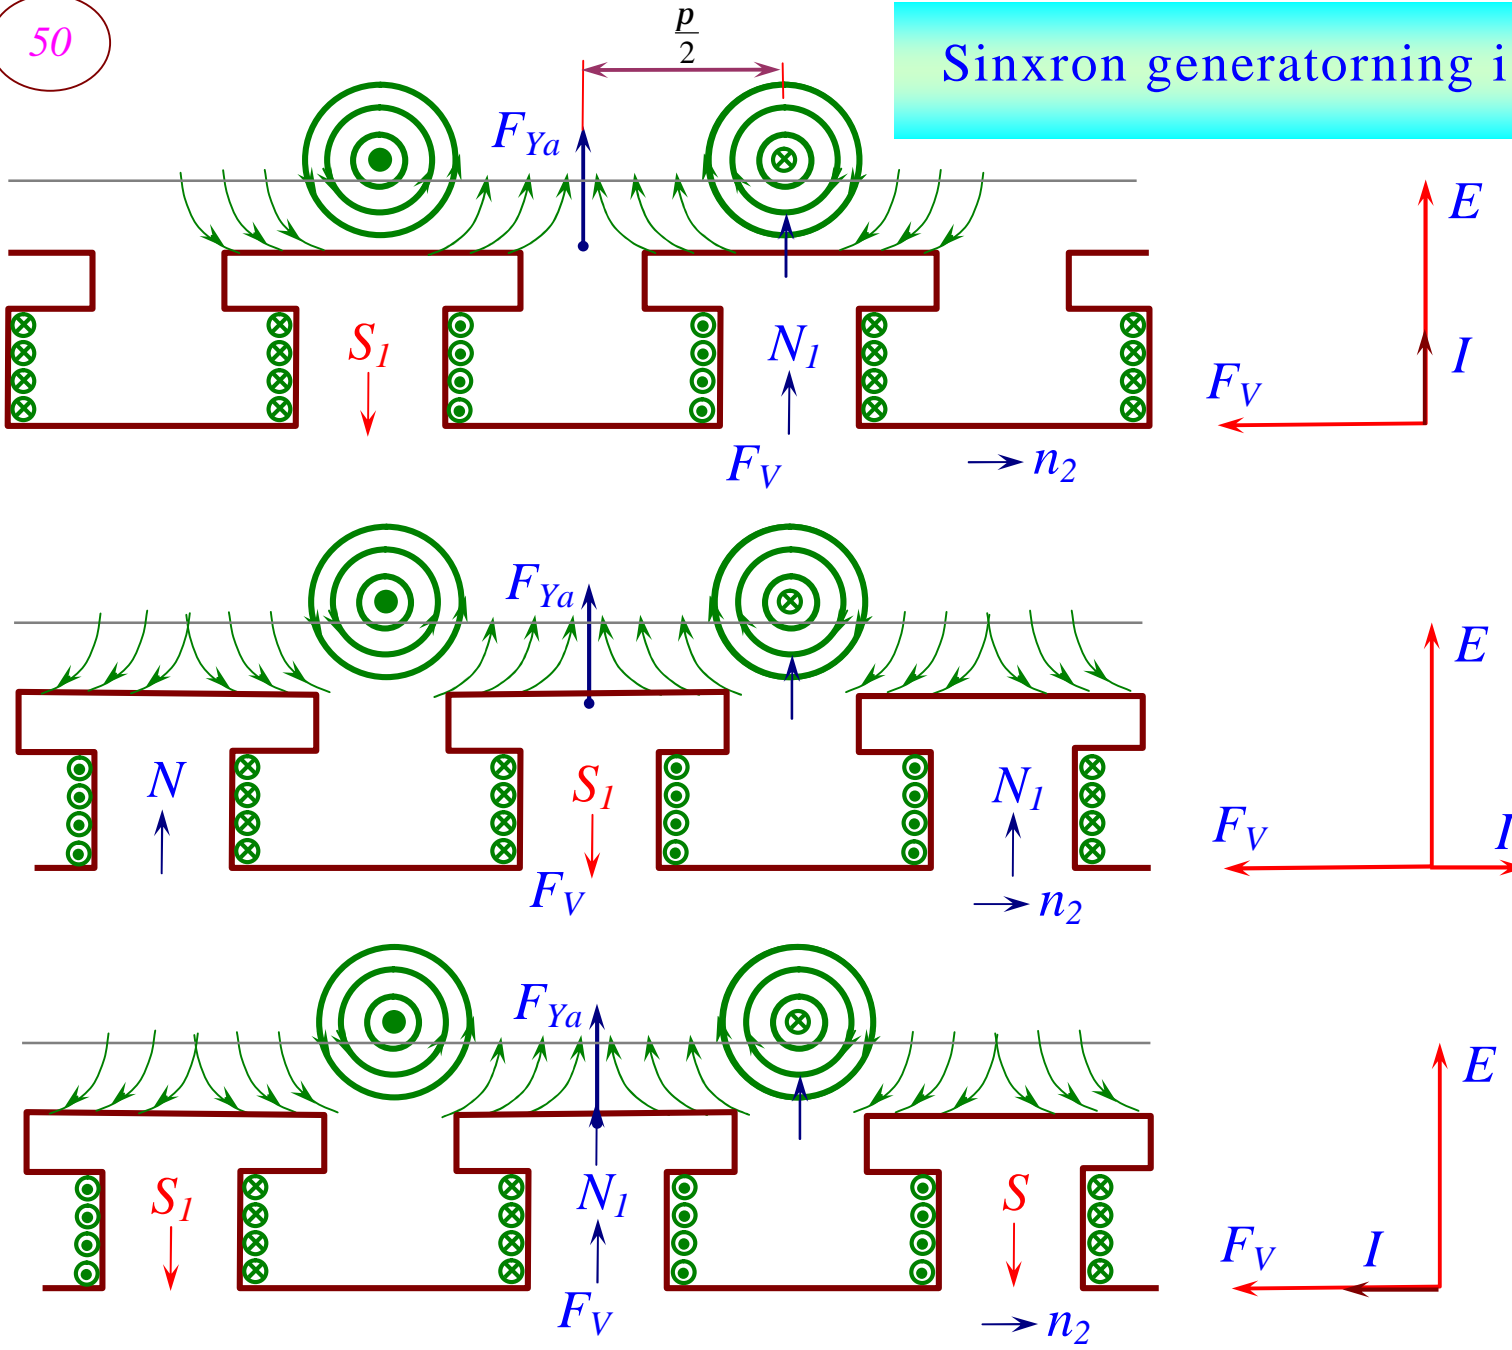 50
p
2
Sinxron generatorning i
F_Ya
E
I
F_V
S_1
N_1
F_V
n_2
F_Ya
E
N
S_1
N_1
F_V
I
F_V
n_2
F_Ya
E
S_1
N_1
S
F_V
I
F_V
n_2